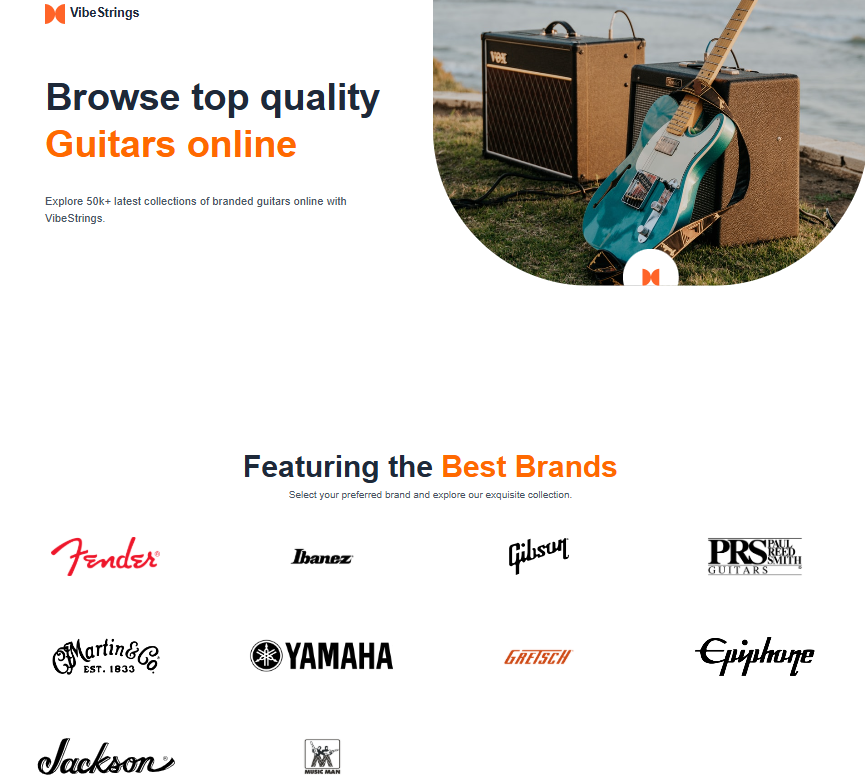 VibeStrings
Browse top quality
Guitars online
Explore 50k+ latest collections of branded guitars online with
VibeStrings.
VOX
Featuring the Best Brands
Select your preferred brand and explore our exquisite collection.
Fender®
Ibanez
Gibson
PRS PAUL REED SMITH
GUITARS
C.F. Martin & Co.
EST. 1833
YAMAHA
GRETSCH
Epiphone
Jackson®
MUSIC MAN